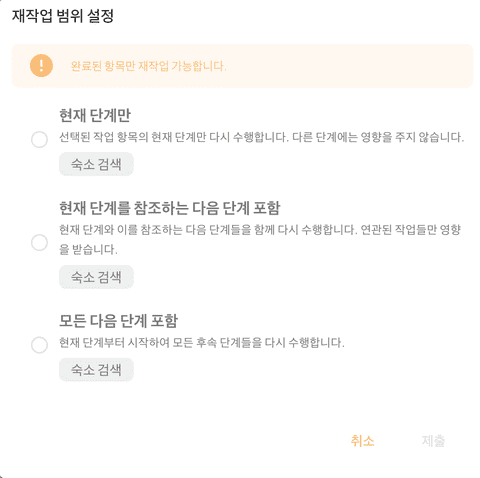 재작업 범위 설정
완료된 항목만 재작업 가능합니다.
현재 단계만
선택된 작업 항목의 현재 단계만 다시 수행합니다. 다른 단계에는 영향을 주지 않습니다.
숙소 검색
현재 단계를 참조하는 다음 단계 포함
현재 단계와 이를 참조하는 다음 단계들을 함께 다시 수행합니다. 연관된 작업들만 영향
을 받습니다.
숙소 검색
모든 다음 단계 포함
현재 단계부터 시작하여 모든 후속 단계들을 다시 수행합니다.
숙소 검색
취소 제출